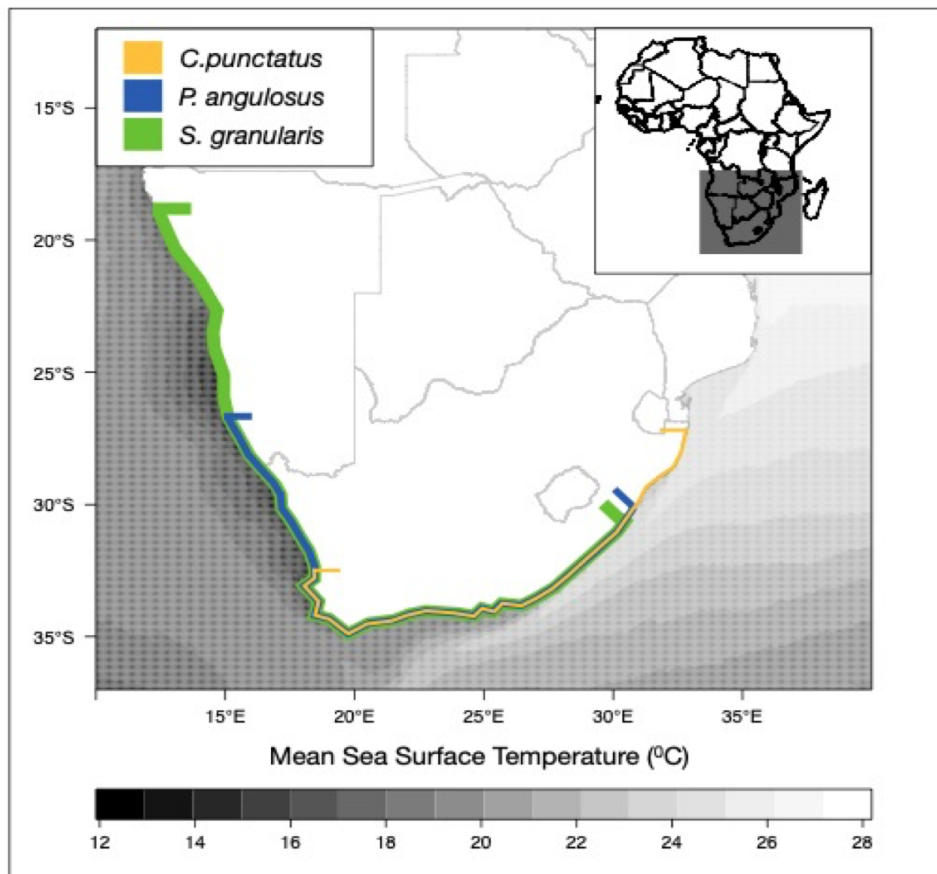 C.punctatus
P. angulosus
S. granularis
15°S
20°S
25°S
30°S
35°S
15°E 20°E 25°E 30°E 35°E
Mean Sea Surface Temperature (⁰C)
12 14 16 18 20 22 24 26 28